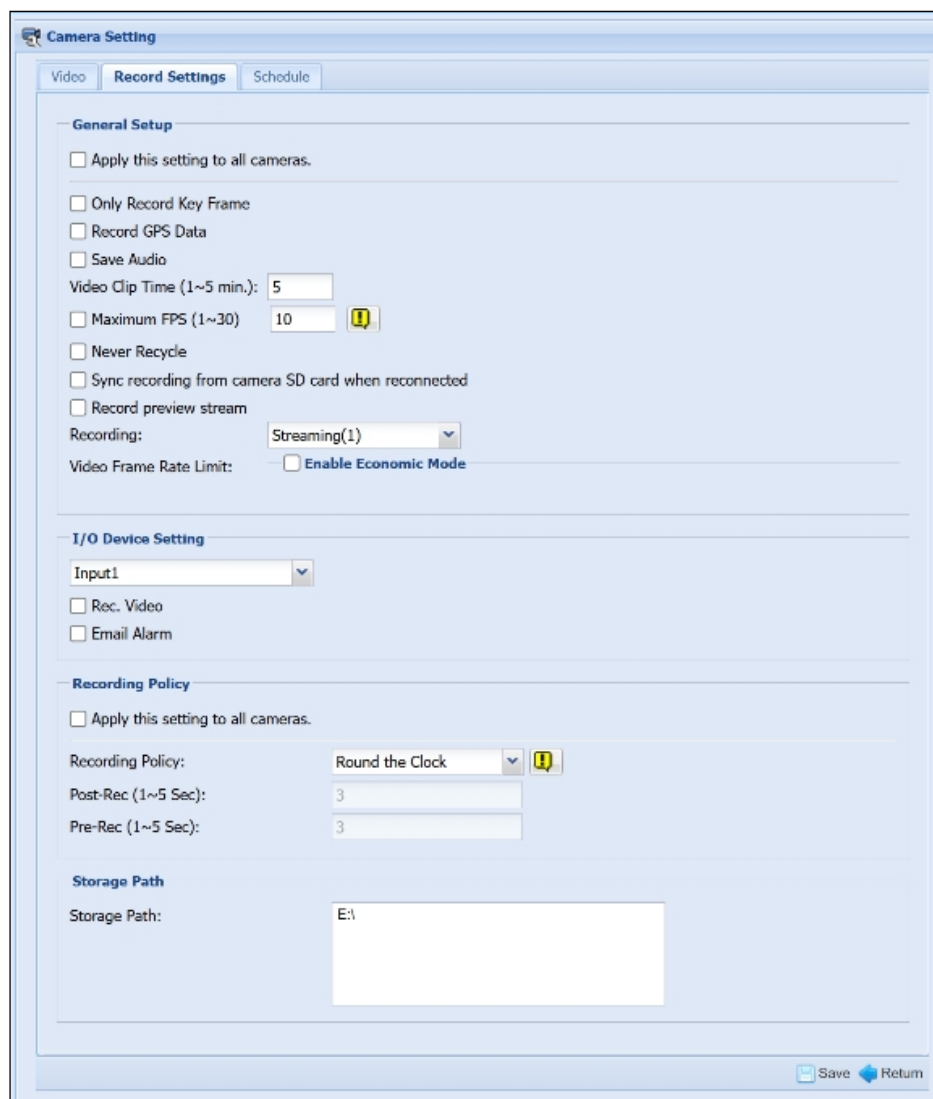 Camera Setting
Video Record Settings Schedule
General Setup
Apply this setting to all cameras.
Only Record Key Frame
Record GPS Data
Save Audio
Video Clip Time (1~5 min.): 5
Maximum FPS (1~30) 10
Never Recycle
Sync recording from camera SD card when reconnected
Record preview stream
Recording: Streaming(1)
Video Frame Rate Limit: Enable Economic Mode
I/O Device Setting
Input1
Rec. Video
Email Alarm
Recording Policy
Apply this setting to all cameras.
Recording Policy: Round the Clock
Post-Rec (1~5 Sec): 3
Pre-Rec (1~5 Sec): 3
Storage Path
Storage Path: E:\
Save Return